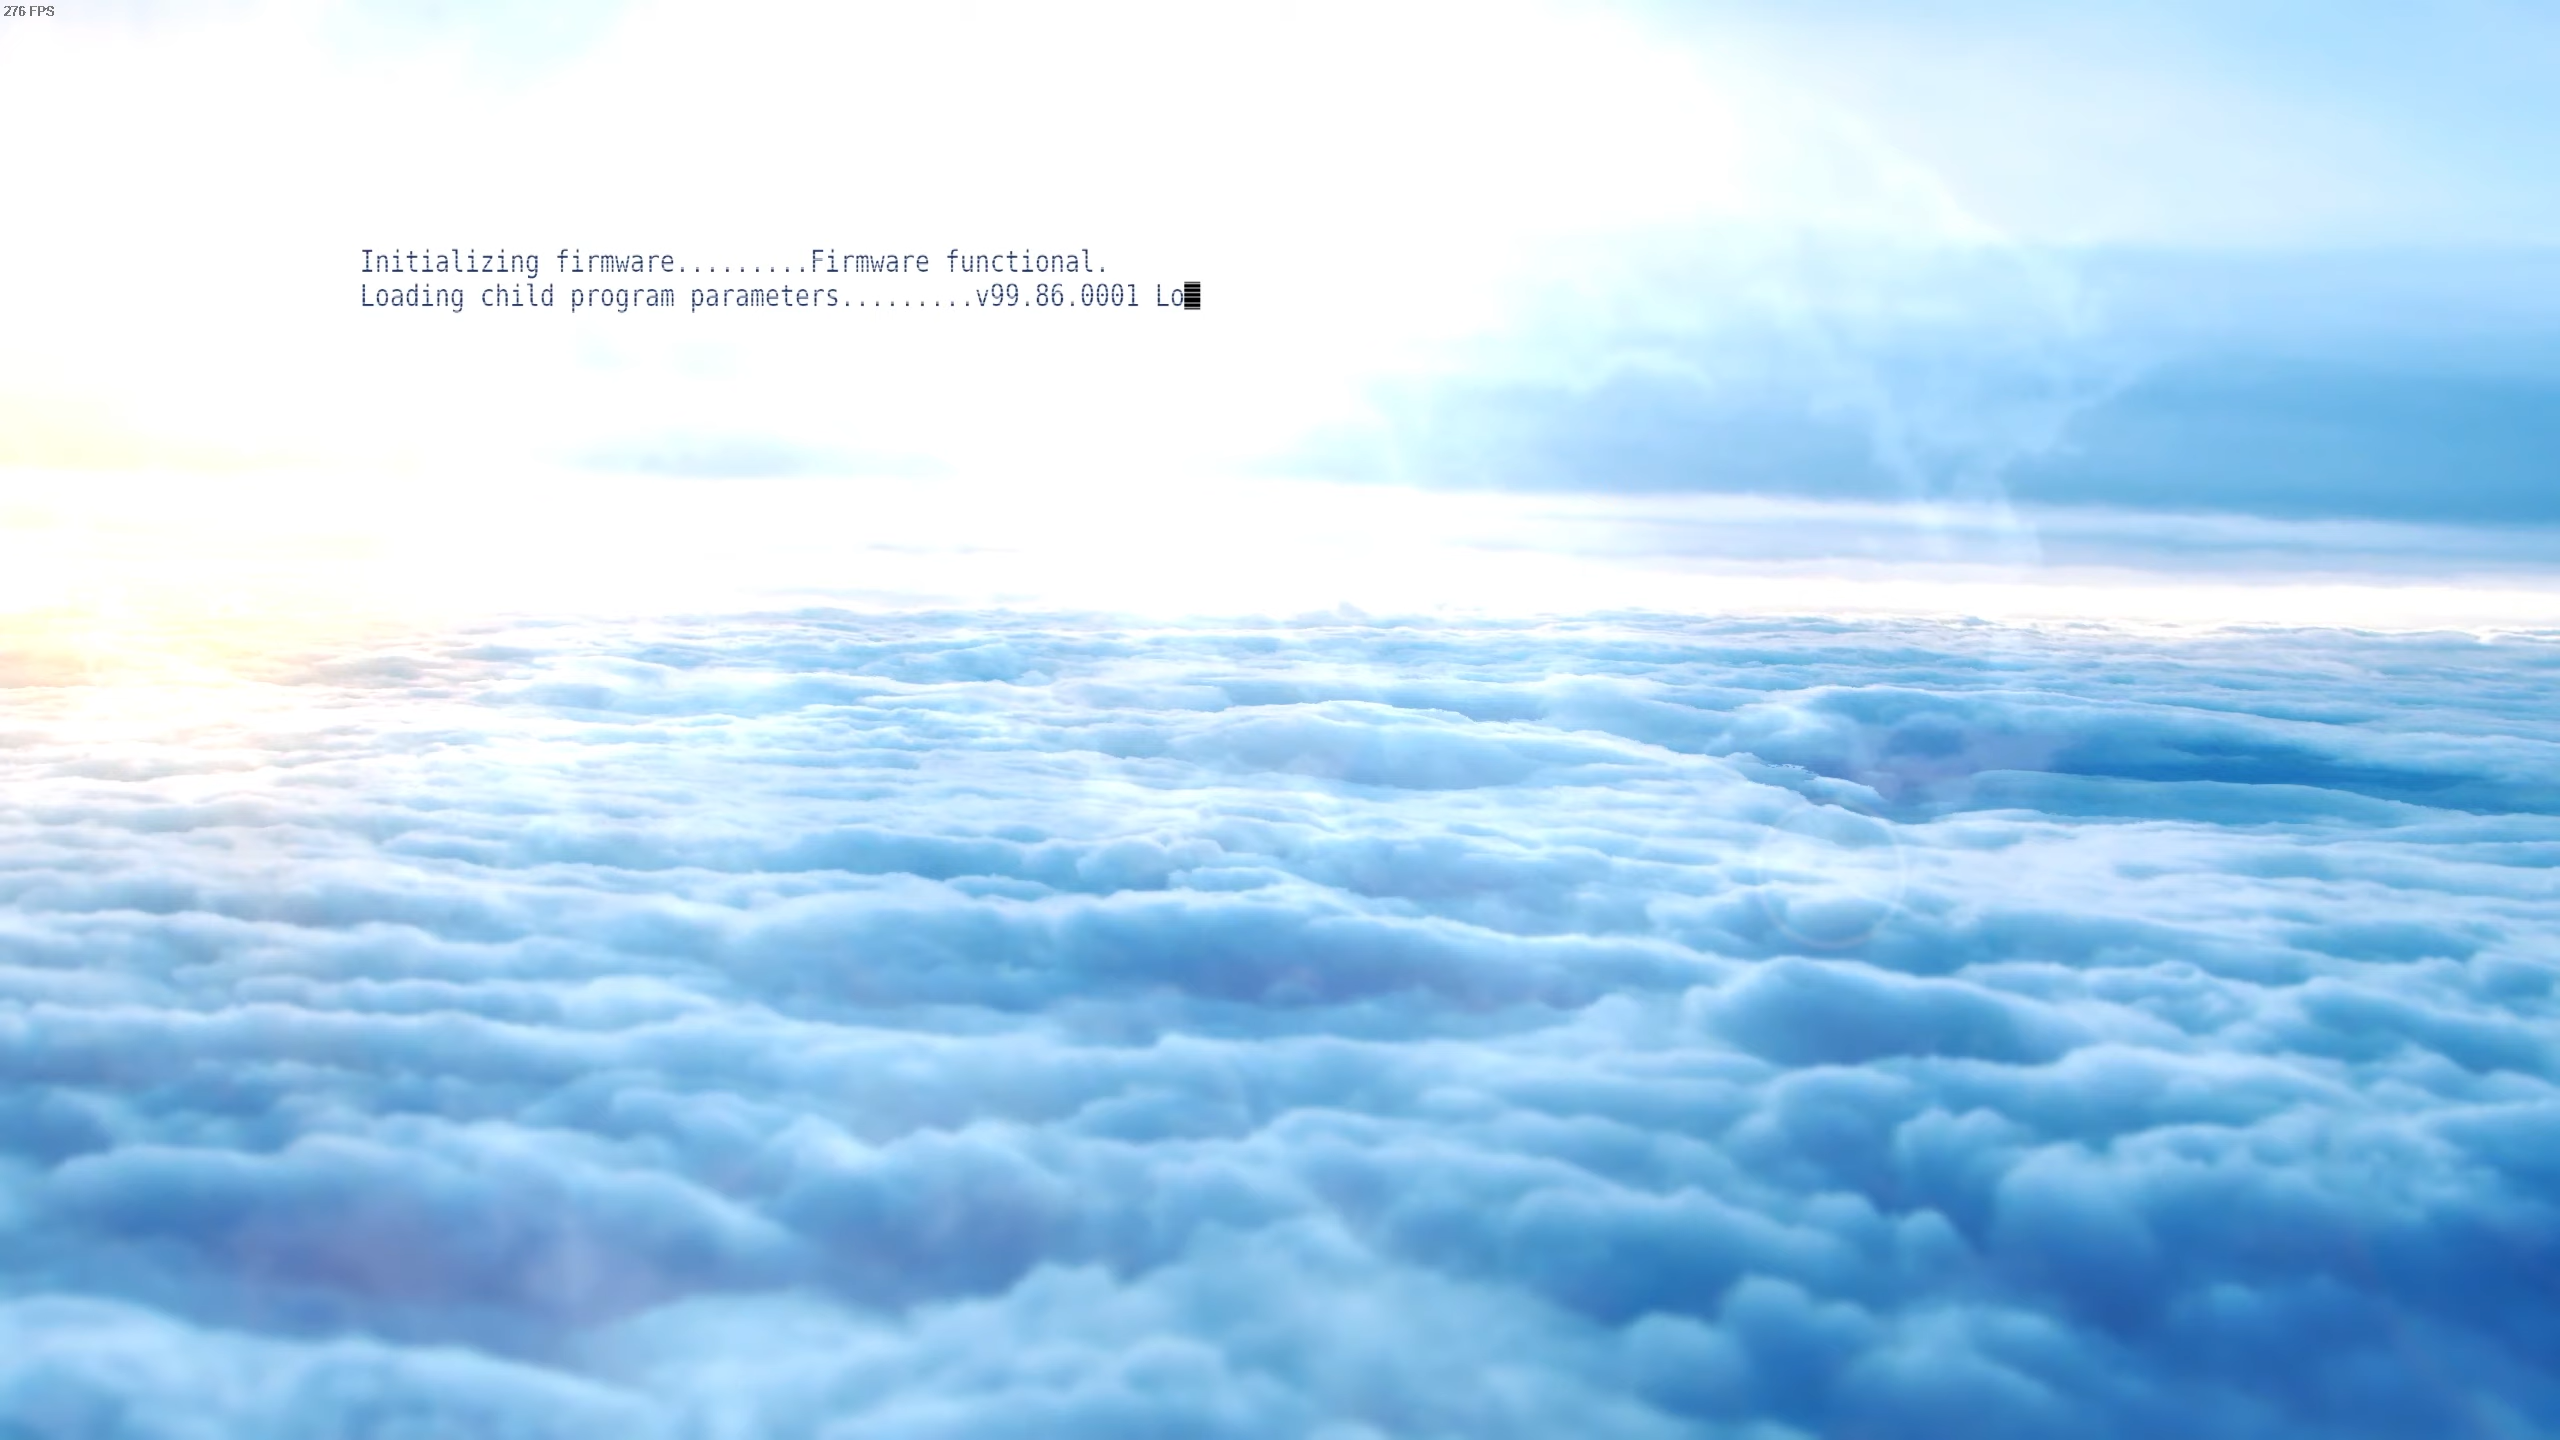 276 FPS
Initializing firmware.........Firmware functional.
Loading child program parameters.........v99.86.0001 Lo